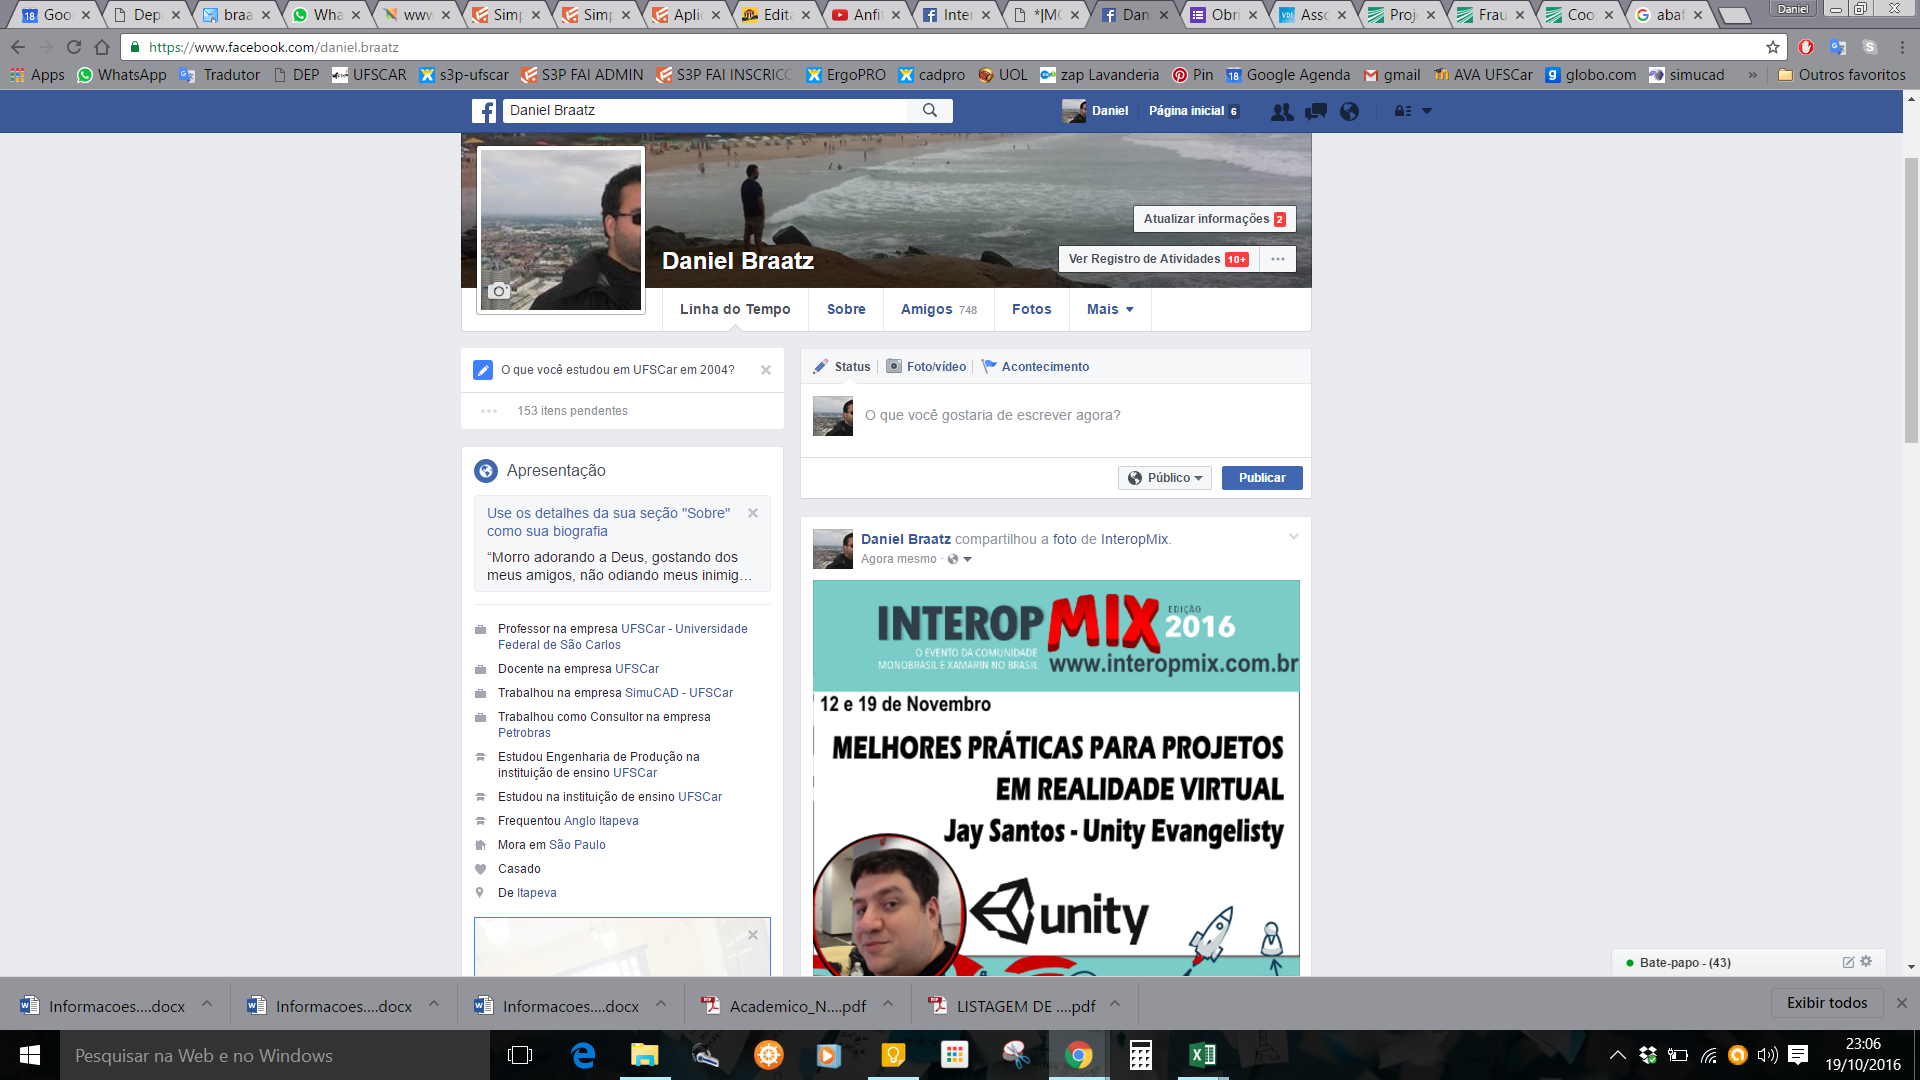 Goo
Dep
braa
Wha
www
Simp
Simp
Aplic
Edita
Anfit
Inter
*|MC
Dan
Obri
Asso
Proj
Frau
Coo
abaf
Daniel
https://www.facebook.com/daniel.braatz
Apps
WhatsApp
Tradutor
DEP
UFSCAR
s3p-ufscar
S3P FAI ADMIN
S3P FAI INSCRIC
ErgoPRO
cadpro
UOL
zap Lavanderia
Pin
Google Agenda
gmail
AVA UFSCar
globo.com
simucad
»
Outros favoritos
Daniel Braatz
Daniel
Página inicial 6
Atualizar informações 2
Daniel Braatz
Ver Registro de Atividades 10+
Linha do Tempo
Sobre
Amigos 748
Fotos
Mais
O que você estudou em UFSCar em 2004?
153 itens pendentes
Apresentação
Use os detalhes da sua seção "Sobre"
como sua biografia
“Morro adorando a Deus, gostando dos
meus amigos, não odiando meus inimig…
Professor na empresa UFSCar - Universidade
Federal de São Carlos
Docente na empresa UFSCar
Trabalhou na empresa SimuCAD - UFSCar
Trabalhou como Consultor na empresa
Petrobras
Estudou Engenharia de Produção na
instituição de ensino UFSCar
Estudou na instituição de ensino UFSCar
Frequentou Anglo Itapeva
Mora em São Paulo
Casado
De Itapeva
Status
Foto/vídeo
Acontecimento
O que você gostaria de escrever agora?
Público
Publicar
Daniel Braatz compartilhou a foto de InteropMix.
Agora mesmo ·
INTEROPMIX EDIÇÃO 2016
O EVENTO DA COMUNIDADE
MONOBRASIL E XAMARIN NO BRASIL
www.interopmix.com.br
12 e 19 de Novembro
MELHORES PRÁTICAS PARA PROJETOS
EM REALIDADE VIRTUAL
Jay Santos - Unity Evangelisty
unity
Bate-papo - (43)
Informacoes....docx
Informacoes....docx
Informacoes....docx
Academico_N....pdf
LISTAGEM DE ....pdf
Exibir todos
Pesquisar na Web e no Windows
23:06
19/10/2016